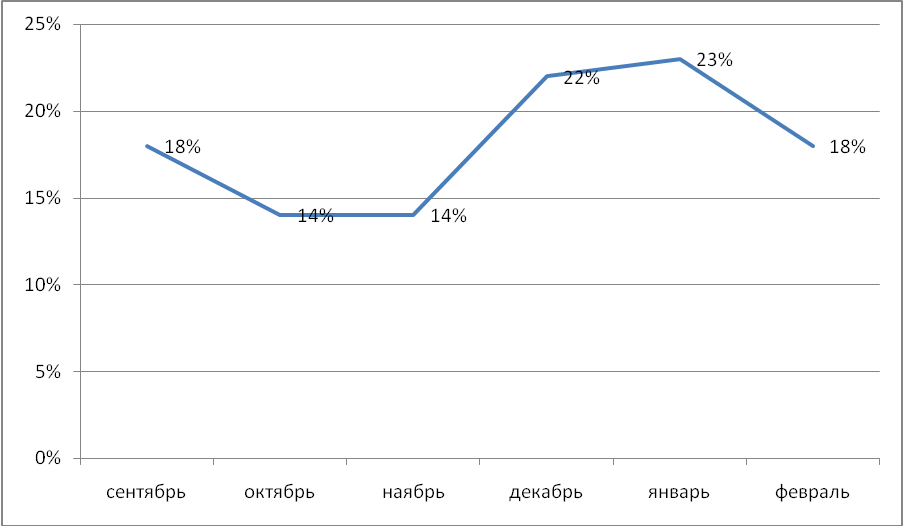 25%
20%
15%
10%
5%
0%
18%
14%
14%
22%
23%
18%
сентябрь
октябрь
наябрь
декабрь
январь
февраль